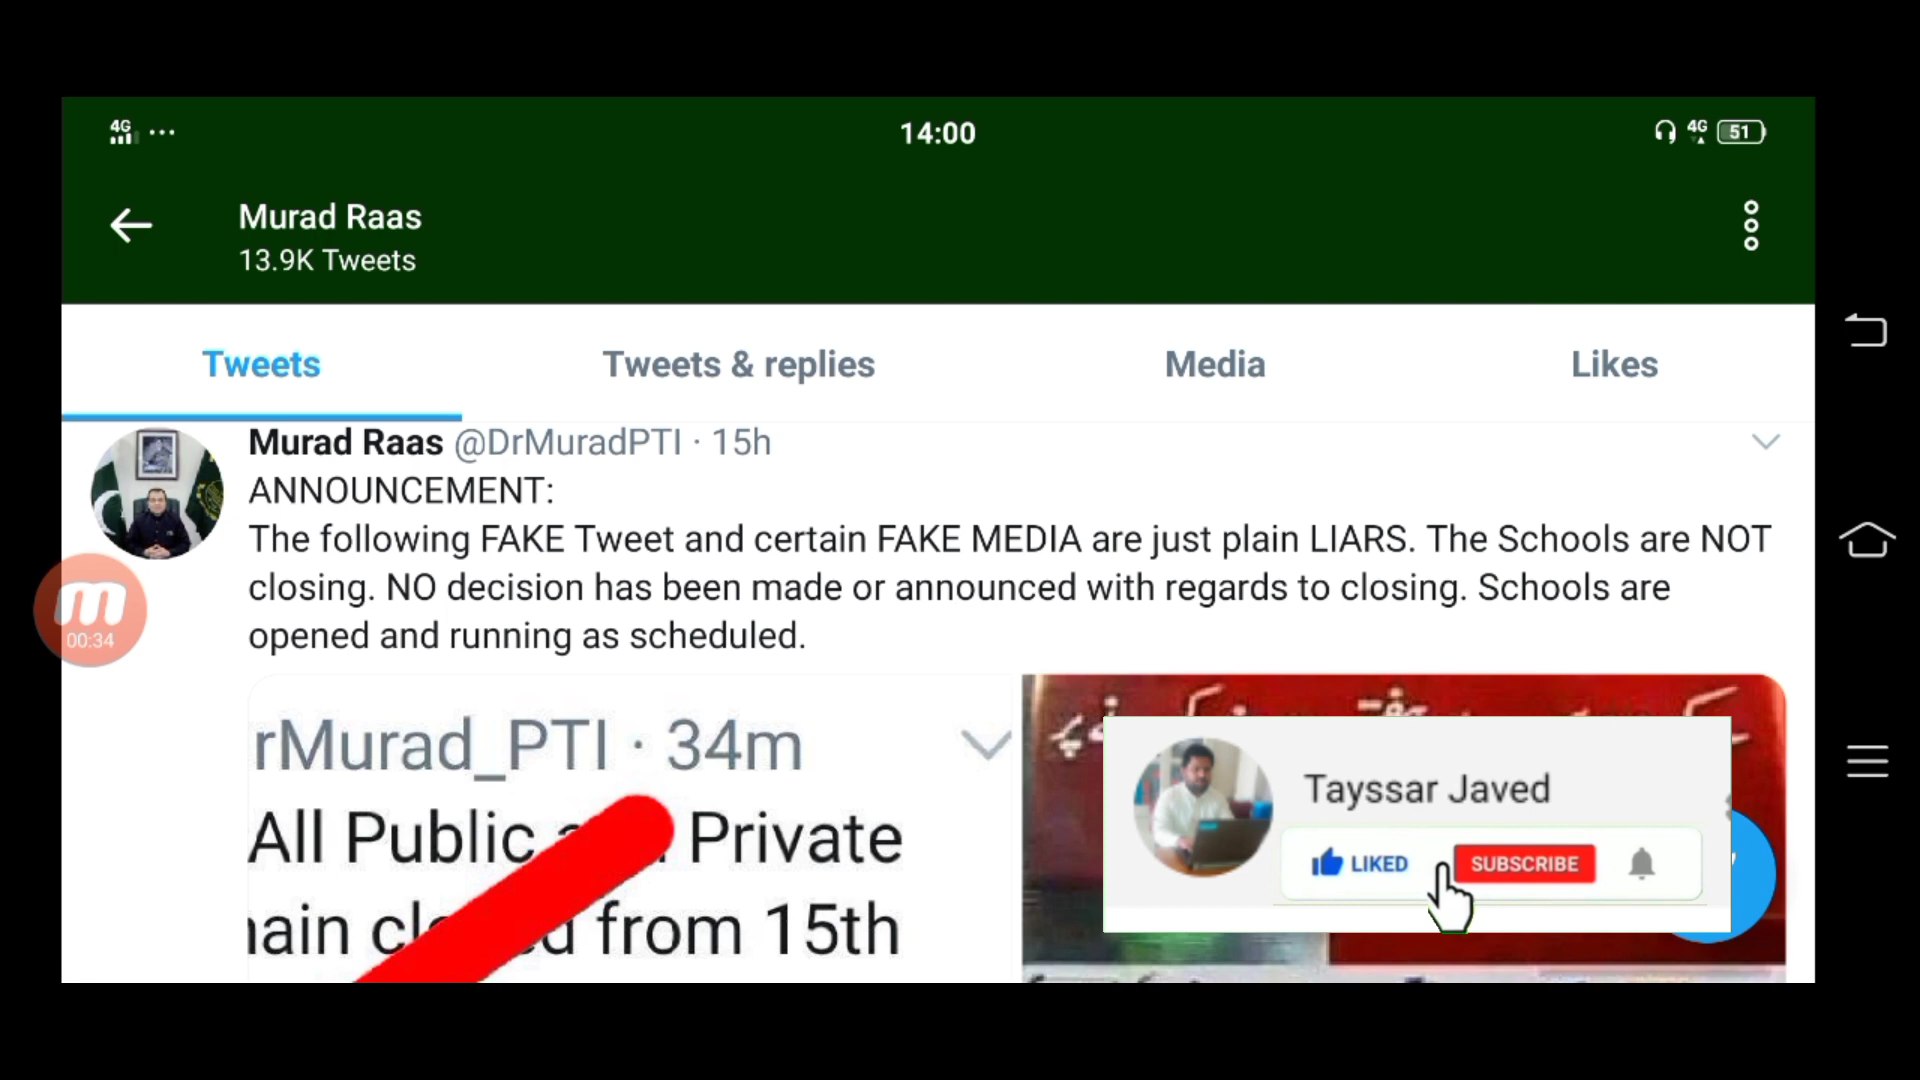 4G
14:00
4G
51
Murad Raas
13.9K Tweets
Tweets
Tweets & replies
Media
Likes
Murad Raas @DrMuradPTI · 15h
ANNOUNCEMENT:
The following FAKE Tweet and certain FAKE MEDIA are just plain LIARS. The Schools are NOT
closing. NO decision has been made or announced with regards to closing. Schools are
opened and running as scheduled.
00:34
rMurad_PTI · 34m
All Public Private
from 15th
Tayssar Javed
LIKED
SUBSCRIBE